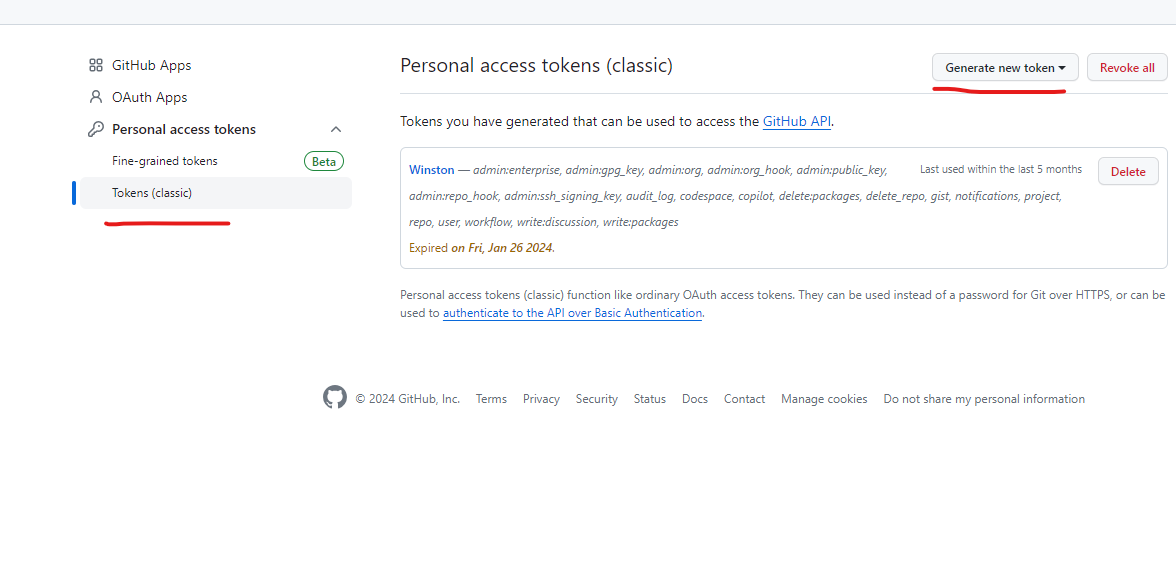 GitHub Apps
OAuth Apps
Personal access tokens
Fine-grained tokens Beta
Tokens (classic)
Personal access tokens (classic)
Generate new token
Revoke all
Tokens you have generated that can be used to access the GitHub API.
Winston — admin:enterprise, admin:gpg_key, admin:org, admin:org_hook, admin:public_key,
admin:repo_hook, admin:ssh_signing_key, audit_log, codespace, copilot, delete:packages, delete_repo, gist, notifications, project,
repo, user, workflow, write:discussion, write:packages
Last used within the last 5 months
Delete
Expired on Fri, Jan 26 2024.
Personal access tokens (classic) function like ordinary OAuth access tokens. They can be used instead of a password for Git over HTTPS, or can be
used to authenticate to the API over Basic Authentication.
© 2024 GitHub, Inc. Terms Privacy Security Status Docs Contact Manage cookies Do not share my personal information